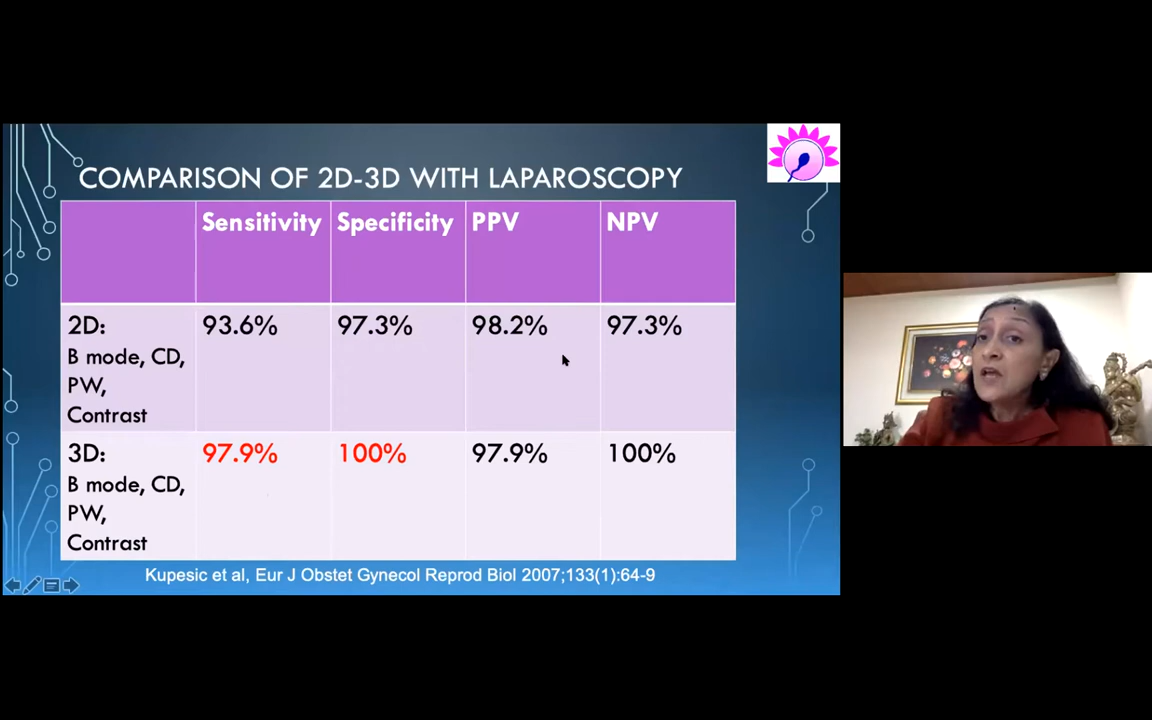 COMPARISON OF 2D-3D WITH LAPAROSCOPY
Sensitivity Specificity PPV NPV
2D: 93.6% 97.3% 98.2% 97.3%
B mode, CD,
PW,
Contrast
3D: 97.9% 100% 97.9% 100%
B mode, CD,
PW,
Contrast
Kupesic et al, Eur J Obstet Gynecol Reprod Biol 2007;133(1):64-9